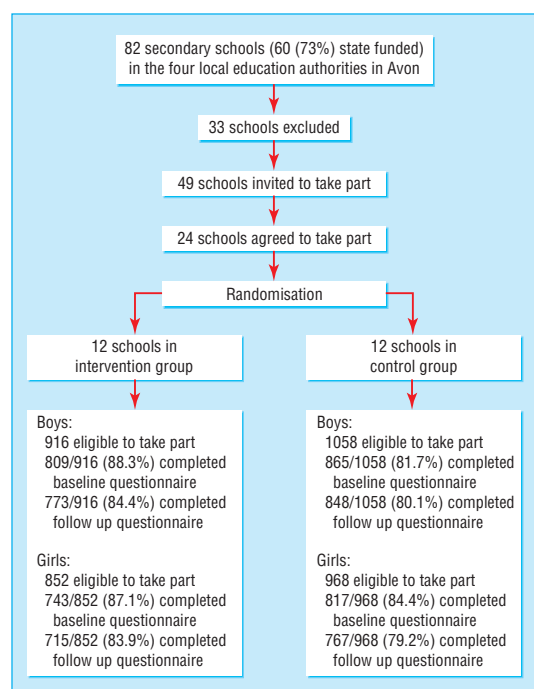 82 secondary schools (60 (73%) state funded)
in the four local education authorities in Avon
33 schools excluded
49 schools invited to take part
24 schools agreed to take part
Randomisation
12 schools in
intervention group
Boys:
916 eligible to take part
809/916 (88.3%) completed
baseline questionnaire
773/916 (84.4%) completed
follow up questionnaire
Girls:
852 eligible to take part
743/852 (87.1%) completed
baseline questionnaire
715/852 (83.9%) completed
follow up questionnaire
12 schools in
control group
Boys:
1058 eligible to take part
865/1058 (81.7%) completed
baseline questionnaire
848/1058 (80.1%) completed
follow up questionnaire
Girls:
968 eligible to take part
817/968 (84.4%) completed
baseline questionnaire
767/968 (79.2%) completed
follow up questionnaire